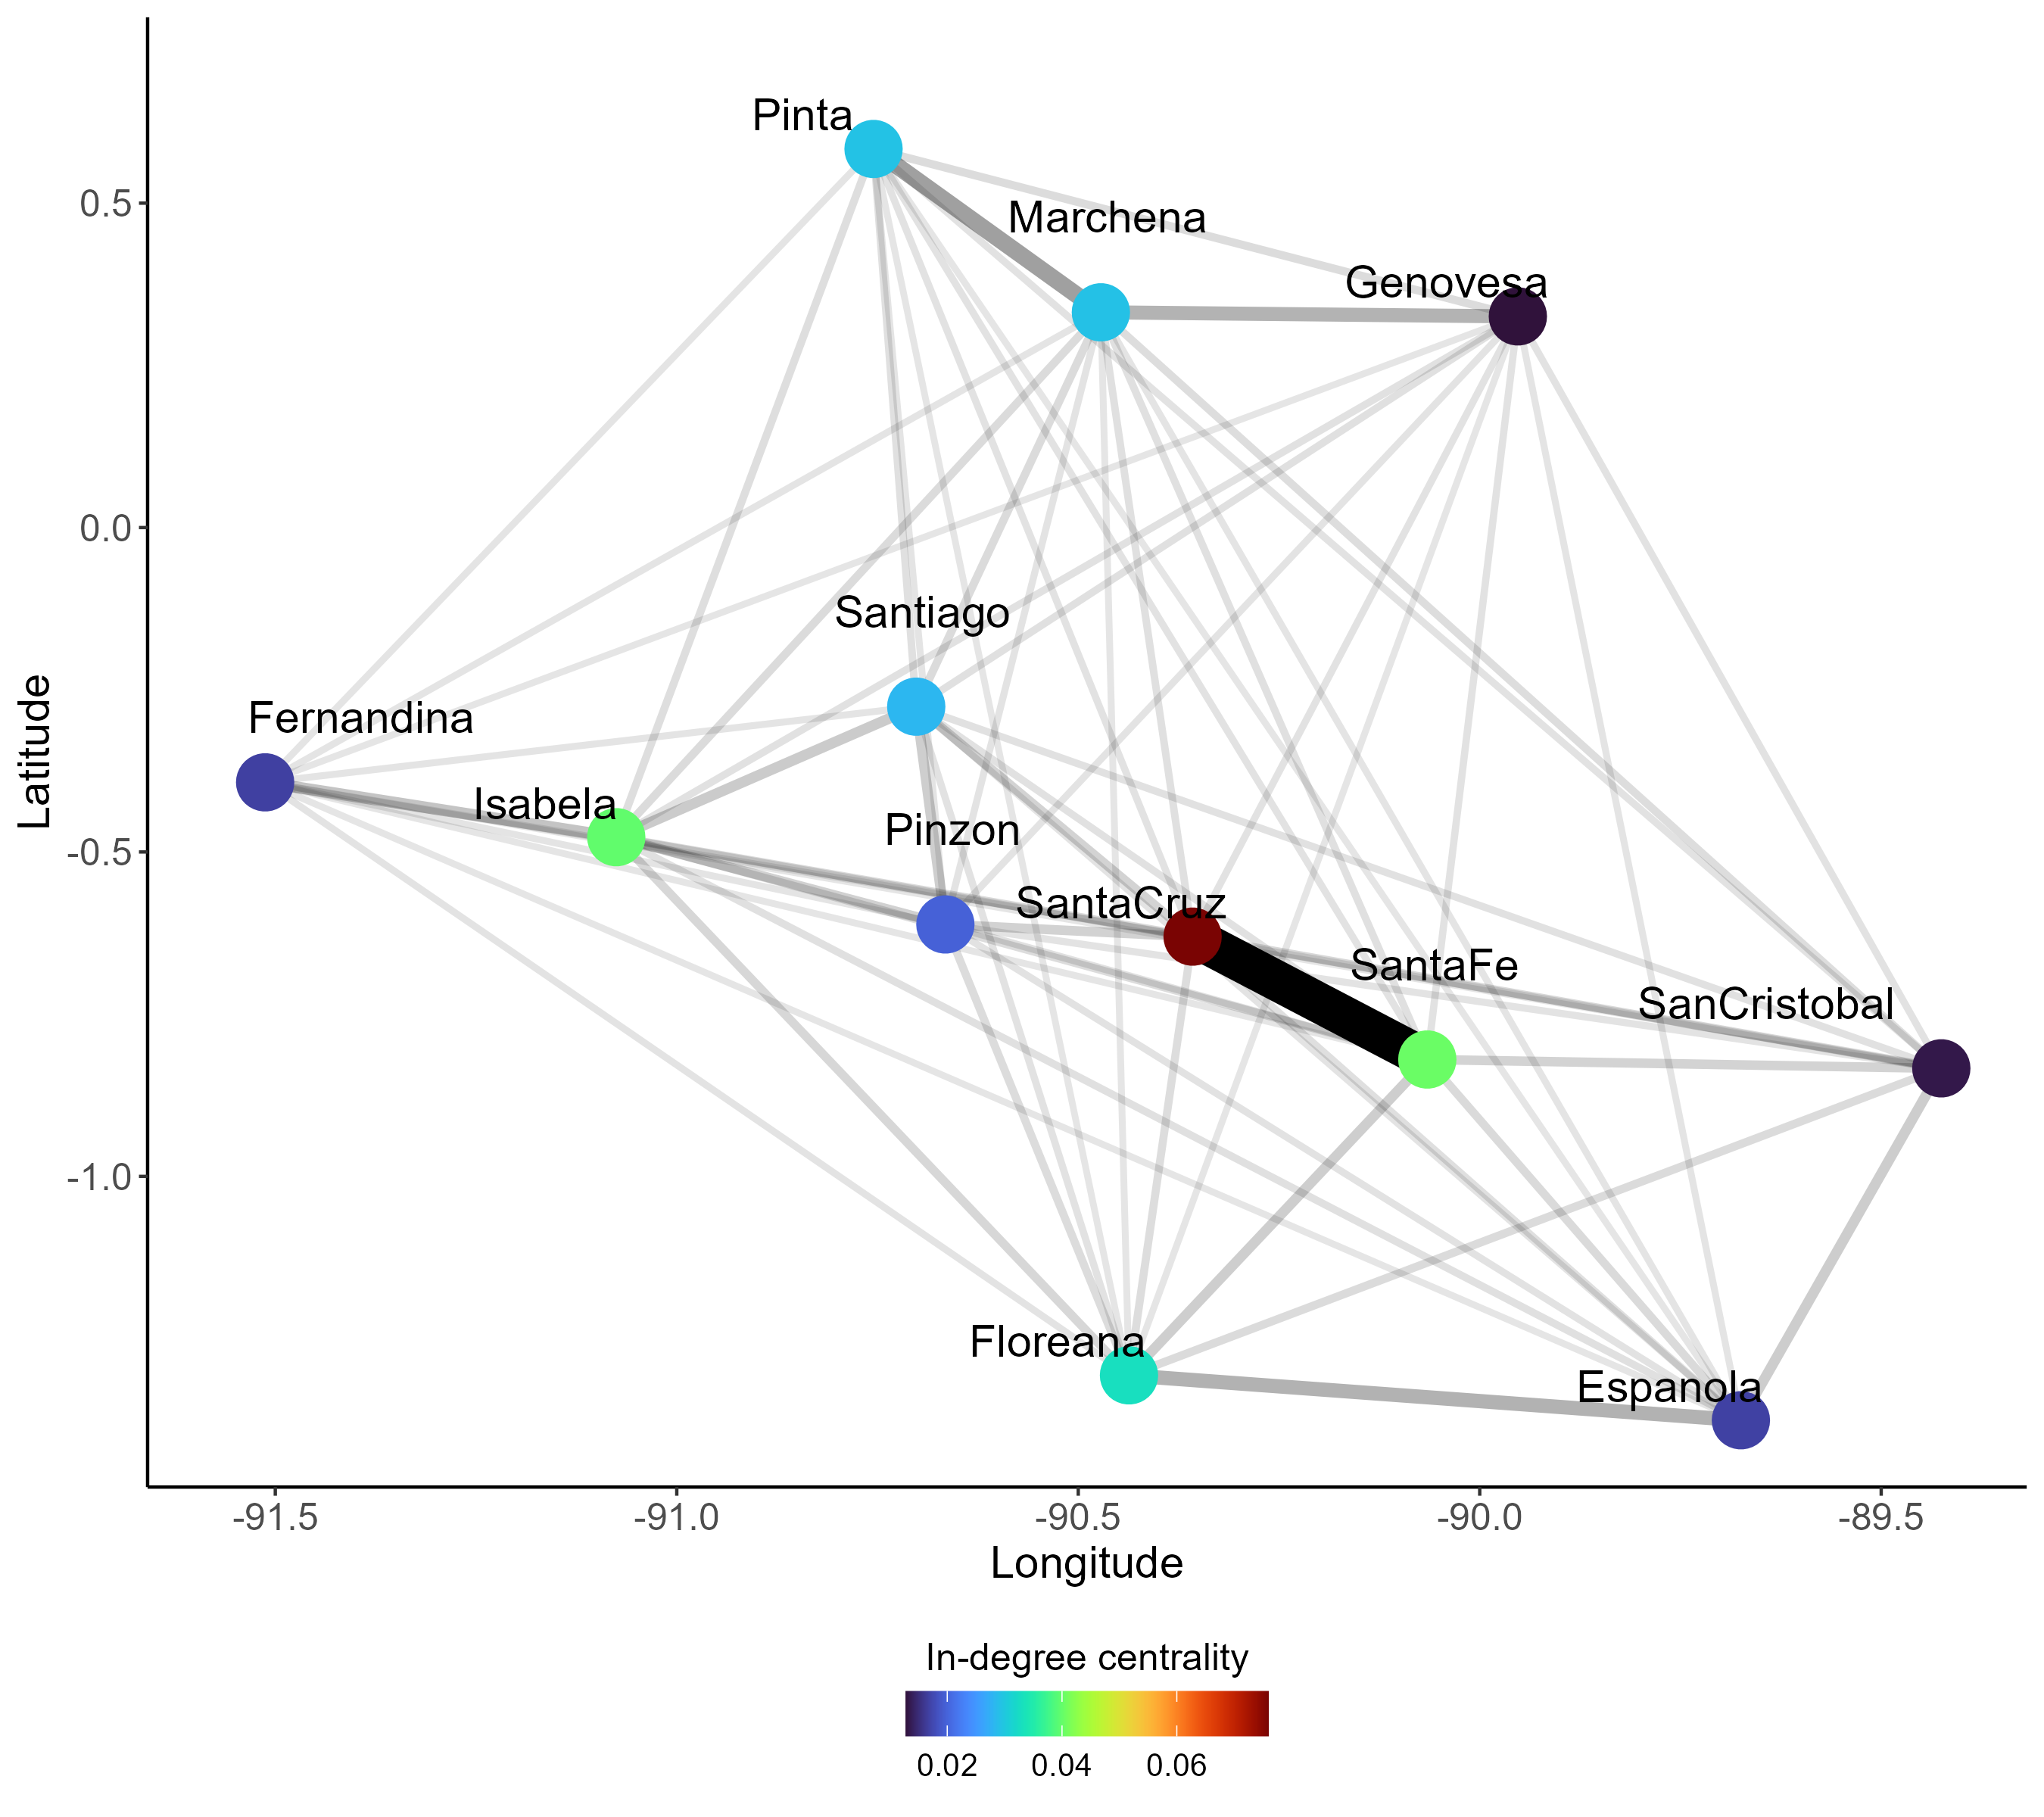 Pinta
0.5
Marchena
Genovesa
0.0
Santiago
Latitude
Fernandina
Isabela
Pinzon
-0.5
SantaCruz
SantaFe
SanCristobal
-1.0
Floreana
Espanola
-91.5 -91.0 -90.5 -90.0 -89.5
Longitude
In-degree centrality
0.02 0.04 0.06